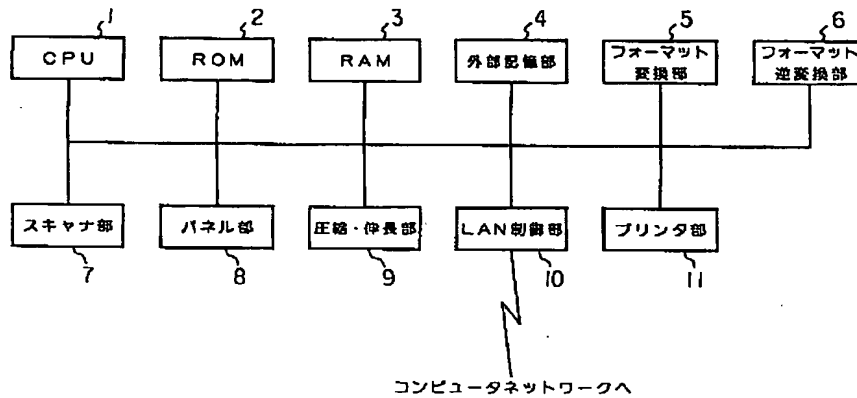 1
2
3
4
5
6
CPU
ROM
RAM
外部記憶部
フォーマット
変換部
フォーマット
逆変換部
スキャナ部
パネル部
圧縮・伸長部
LAN制御部
プリンタ部
7
8
9
10
11
コンピュータネットワークへ